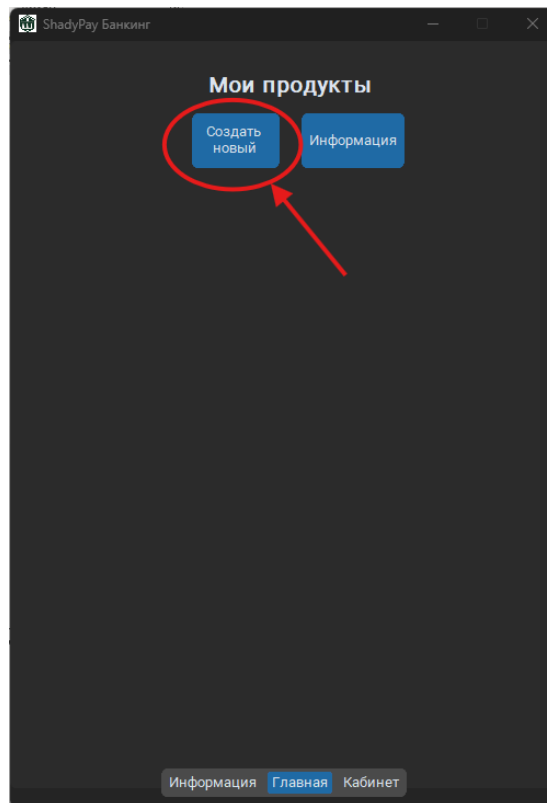 ShadyPay Банкинг
Мои продукты
Создать
новый
Информация
Информация Главная Кабинет